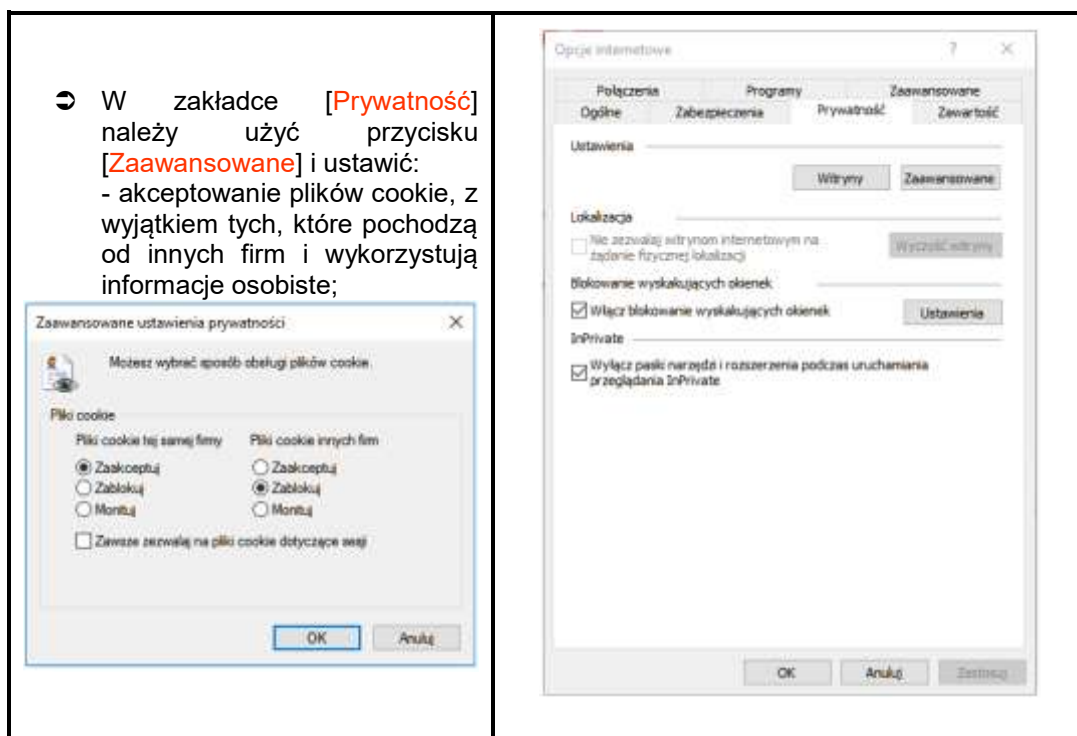 ➲ W zakładce [Prywatność]
należy użyć przycisku
[Zaawansowane] i ustawić:
- akceptowanie plików cookie, z
wyjątkiem tych, które pochodzą
od innych firm i wykorzystują
informacje osobiste;
Zaawansowane ustawienia prywatności
Możesz wybrać sposób obsługi plików cookie.
Pliki cookie
Pliki cookie tej samej firmy Pliki cookie innych firm
Zaakceptuj Zaakceptuj
Zablokuj Zablokuj
Monituj Monituj
Zawsze zezwalaj na pliki cookie dotyczące sesji
OK Anuluj
Opcje internetowe ?
Połączenia Programy Zaawansowane
Ogólne Zabezpieczenia Prywatność Zawartość
Ustawienia
Witryny Zaawansowane
Lokalizacja
Nie zezwalaj witrynom internetowym na
żądanie fizycznej lokalizacji
Wyczyść witryny
Blokowanie wyskakujących okienek
Włącz blokowanie wyskakujących okienek Ustawienia
InPrivate
Wyłącz paski narzędzi i rozszerzenia podczas uruchamiania
przeglądania InPrivate
OK Anuluj Zastosuj